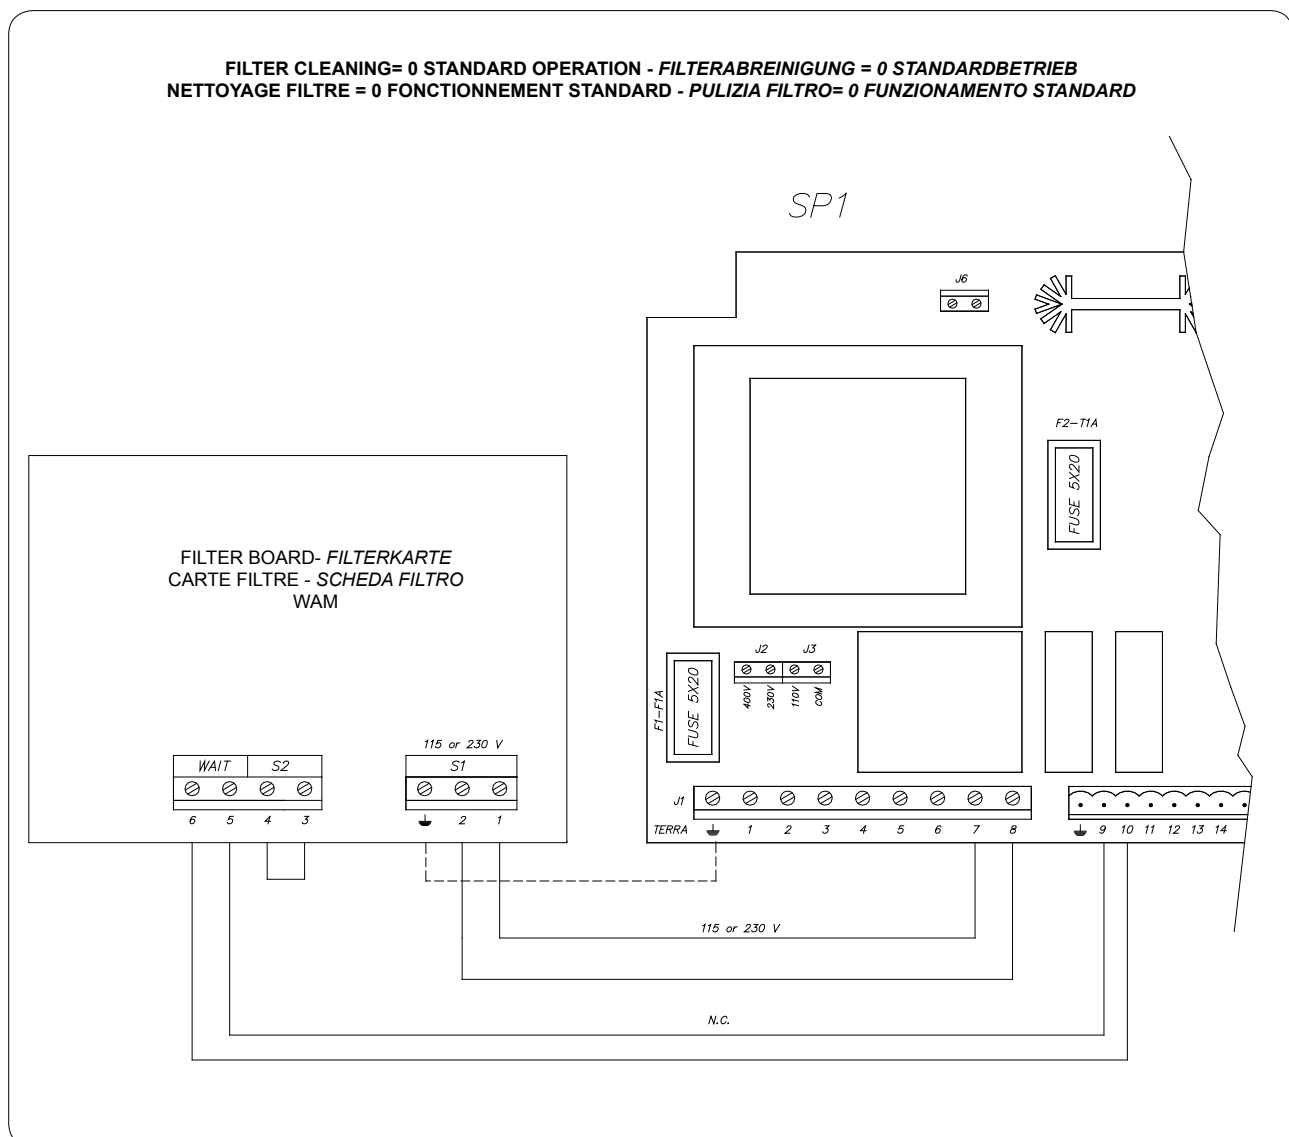 FILTER CLEANING= 0 STANDARD OPERATION - FILTERABREINIGUNG = 0 STANDARDBETRIEB
NETTOYAGE FILTRE = 0 FONCTIONNEMENT STANDARD - PULIZIA FILTRO= 0 FUNZIONAMENTO STANDARD
SP1
J6
F2-T1A
FUSE 5X20
FILTER BOARD- FILTERKARTE
CARTE FILTRE - SCHEDA FILTRO
WAM
J2 J3
400V 230V 110V COM
F1-F1A
FUSE 5X20
115 or 230 V
WAIT S2 S1
6 5 4 3 2 1
J1
TERRA 1 2 3 4 5 6 7 8 9 10 11 12 13 14
115 or 230 V
N.C.